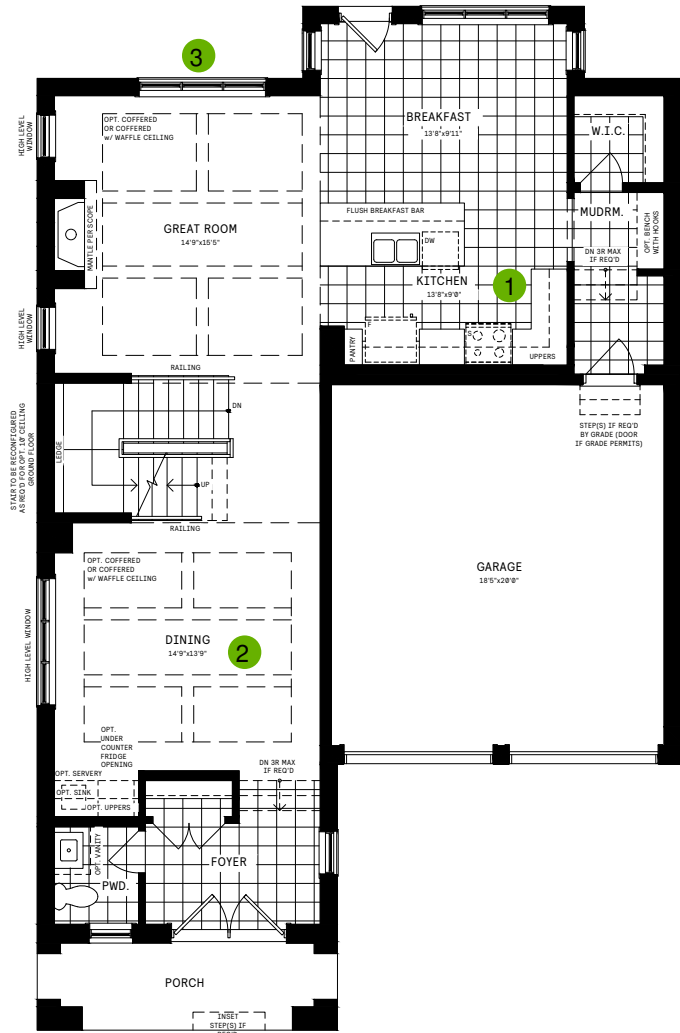 3
BREAKFAST
13'8"x9'11"
OPT. COFFERED
OR COFFERED
w/ WAFFLE CEILING
HIGH LEVEL
WINDOW
W.I.C.
MUDRM.
OPT. BENCH
WITH HOOKS
DN 3R MAX
IF REQ'D
GREAT ROOM
14'9"x15'5"
MANTLE PER SCOPE
FLUSH BREAKFAST BAR
DW
KITCHEN
13'8"x9'0"
1
HIGH LEVEL
WINDOW
F
S
PANTRY
UPPERS
RAILING
DN
LEDGE
UP
RAILING
STAIR TO BE RECONFIGURED
AS REQ'D FOR OPT. 10' CEILING
GROUND FLOOR
STEP(S) IF REQ'D
BY GRADE (DOOR
IF GRADE PERMITS)
OPT. COFFERED
OR COFFERED
w/ WAFFLE CEILING
GARAGE
18'5"x20'0"
HIGH LEVEL WINDOW
DINING
14'9"x13'9"
2
OPT.
UNDER
COUNTER
FRIDGE
OPENING
OPT. SERVERY
OPT. SINK
OPT. UPPERS
DN 3R MAX
IF REQ'D
OPT. VANITY
FOYER
PWD.
PORCH
INSET
STEP(S) IF